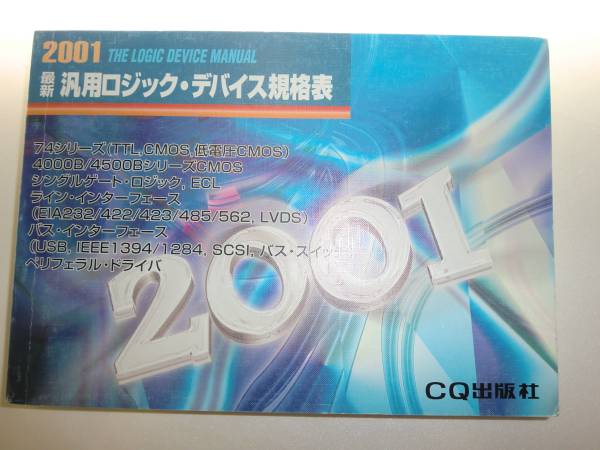 2001 THE LOGIC DEVICE MANUAL
最新 汎用ロジック・デバイス規格表
74シリーズ(TTL,CMOS,低電圧CMOS)
4000B/4500BシリーズCMOS
シングルゲート・ロジック, ECL
ライン・インターフェース
(EIA232/422/423/485/562, LVDS)
バス・インターフェース
(USB, IEEE1394/1284, SCSI, バス・スイッチ
ペリフェラル・ドライバ
2001
CQ出版社